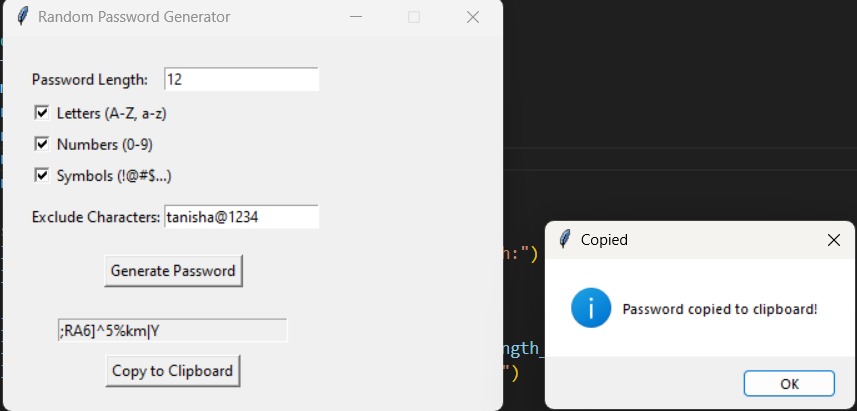 Random Password Generator
Password Length: 12
Letters (A-Z, a-z)
Numbers (0-9)
Symbols (!@#$...)
Exclude Characters: tanisha@1234
Generate Password
;RA6]^5%km|Y
Copy to Clipboard
h:")
ngth_
")
Copied
Password copied to clipboard!
OK